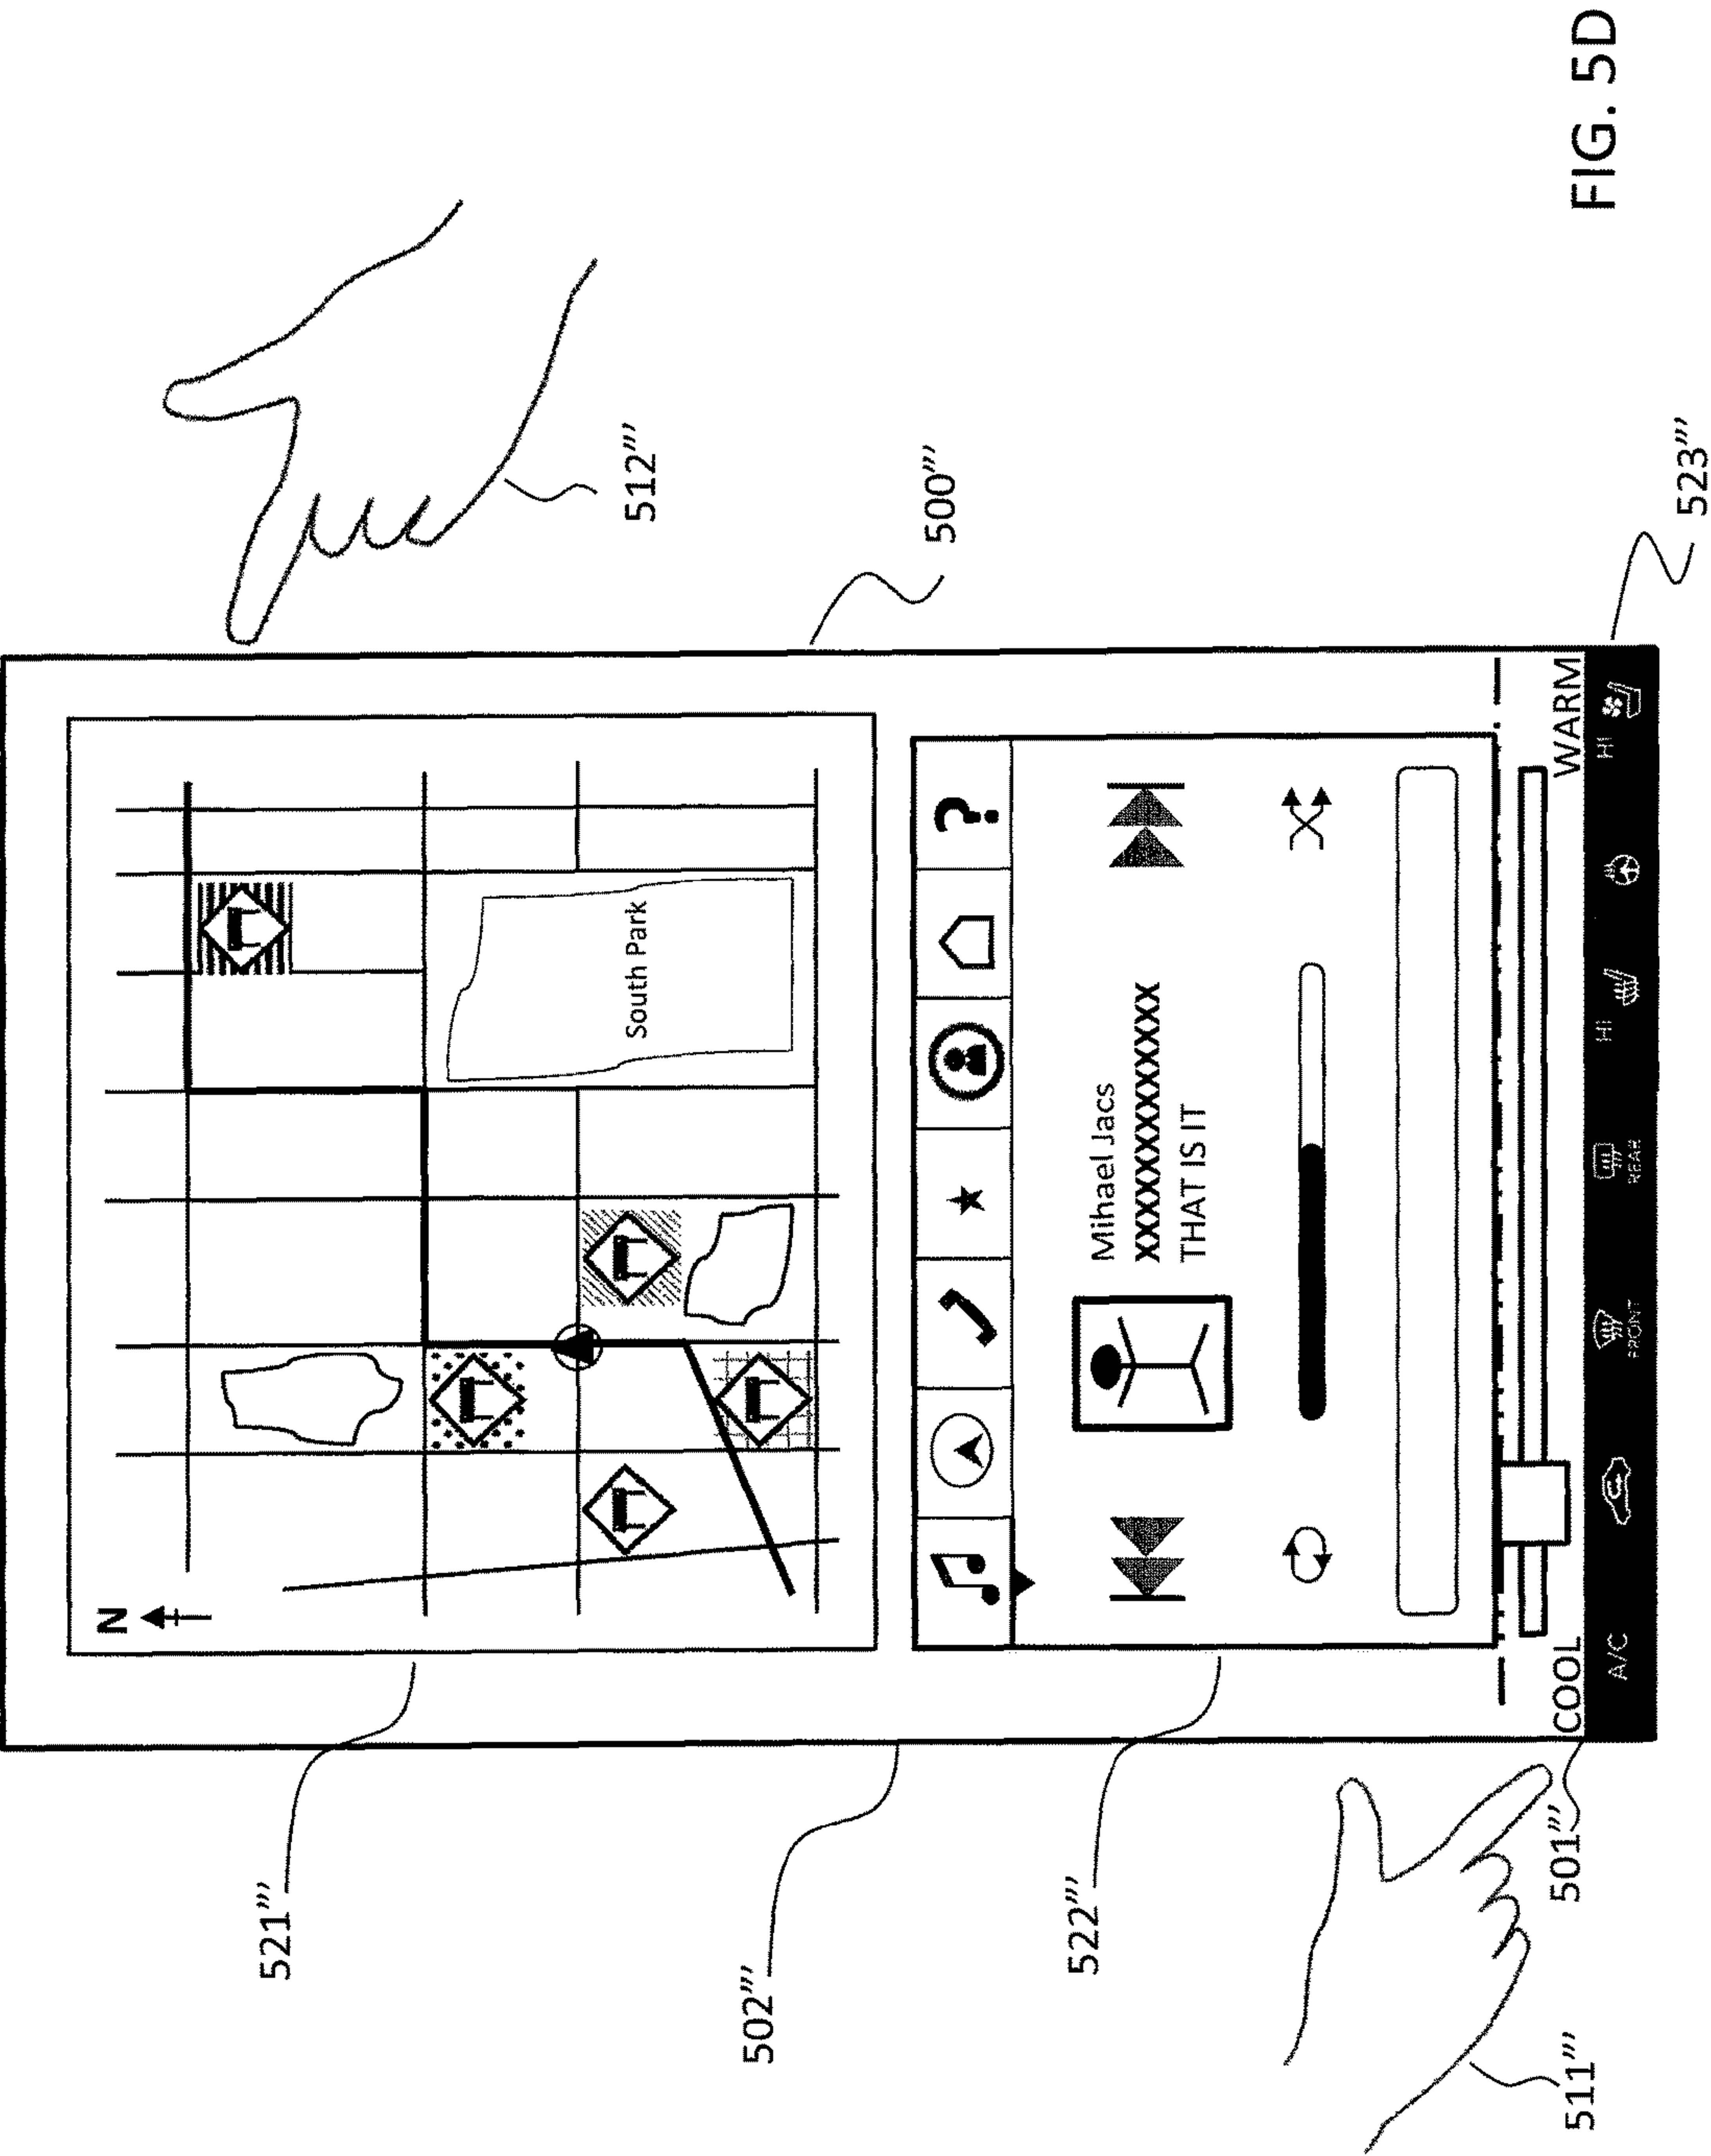 N
South Park
?
Mihael Jacs
XXXXXXXXXXXXXX
THAT IS IT
COOL
WARM
A/C
FRONT
REAR
HI
HI
521"''
502"''
522"''
511"''
501"''
512"''
500"''
523"''
FIG. 5D